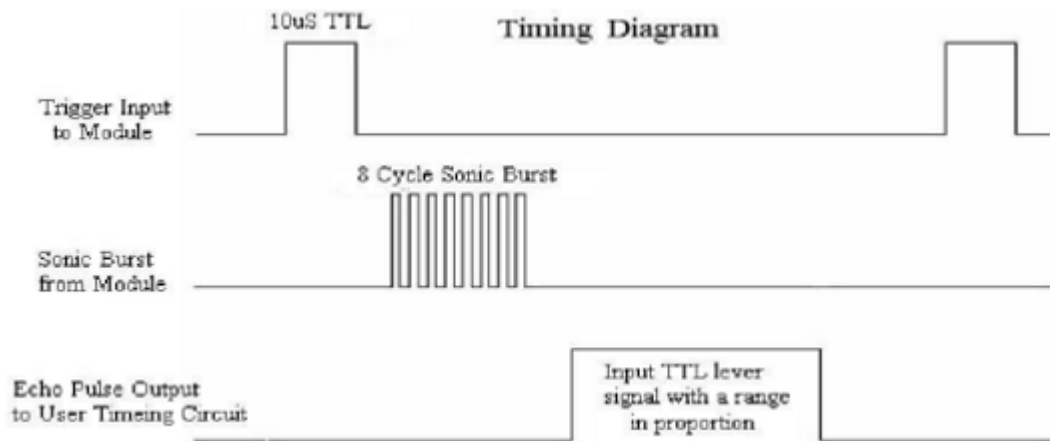 10uS TTL
Timing Diagram
Trigger Input
to Module
8 Cycle Sonic Burst
Sonic Burst
from Module
Echo Pulse Output
to User Timeing Circuit
Input TTL lever
signal with a range
in proportion